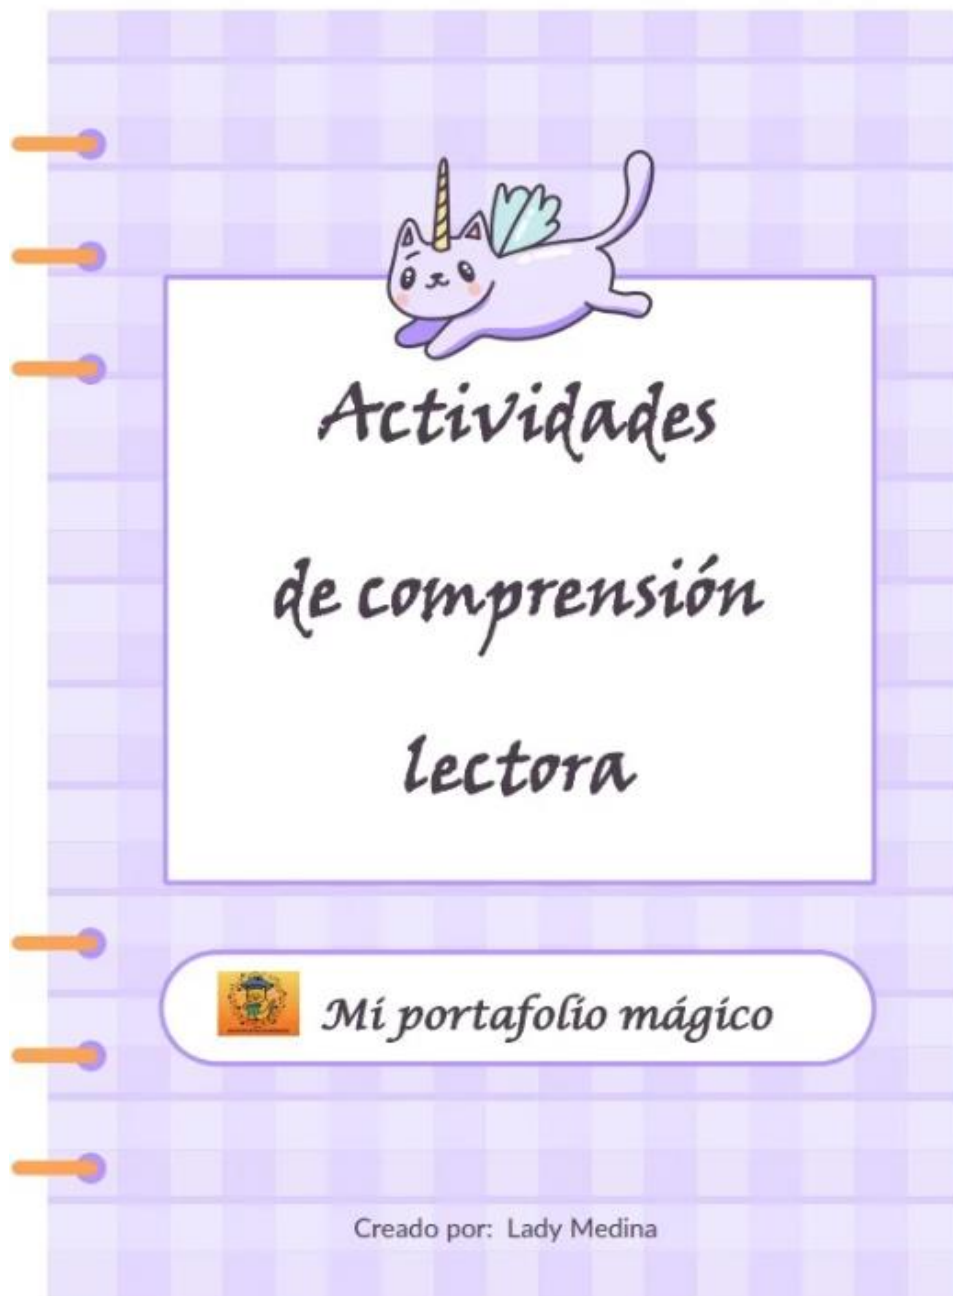 Actividades
de comprensión
lectora
Mi portafolio mágico
Creado por: Lady Medina